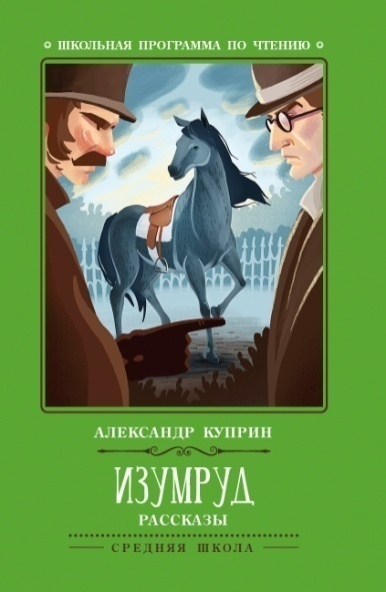 ШКОЛЬНАЯ ПРОГРАММА ПО ЧТЕНИЮ
АЛЕКСАНДР КУПРИН
ИЗУМРУД
РАССКАЗЫ
СРЕДНЯЯ ШКОЛА